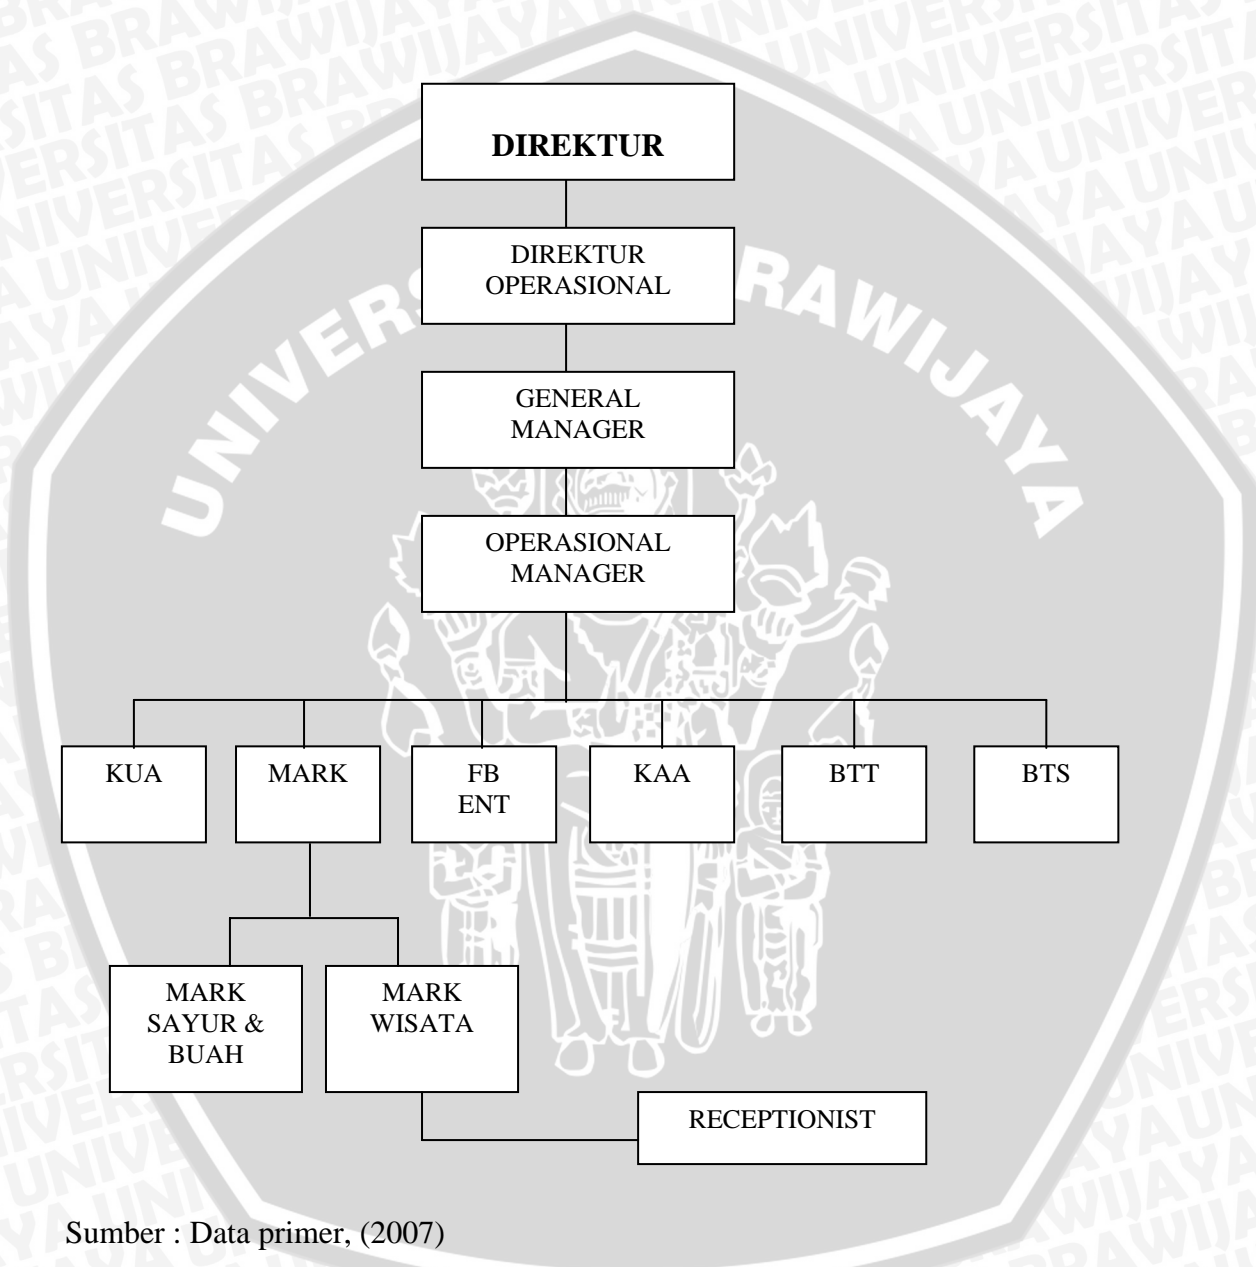 DIREKTUR
DIREKTUR
OPERASIONAL
GENERAL
MANAGER
OPERASIONAL
MANAGER
KUA
MARK
FB
ENT
KAA
BTT
BTS
MARK
SAYUR &
BUAH
MARK
WISATA
RECEPTIONIST
Sumber : Data primer, (2007)
BRAWIJAYA